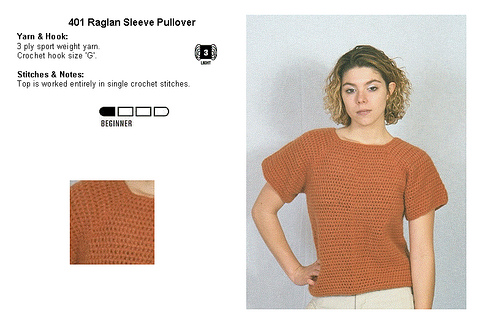 401 Raglan Sleeve Pullover
Yarn & Hook:
3 ply sport weight yarn.
Crochet hook size "G".
3
LIGHT
Stitches & Notes:
Top is worked entirely in single crochet stitches.
BEGINNER